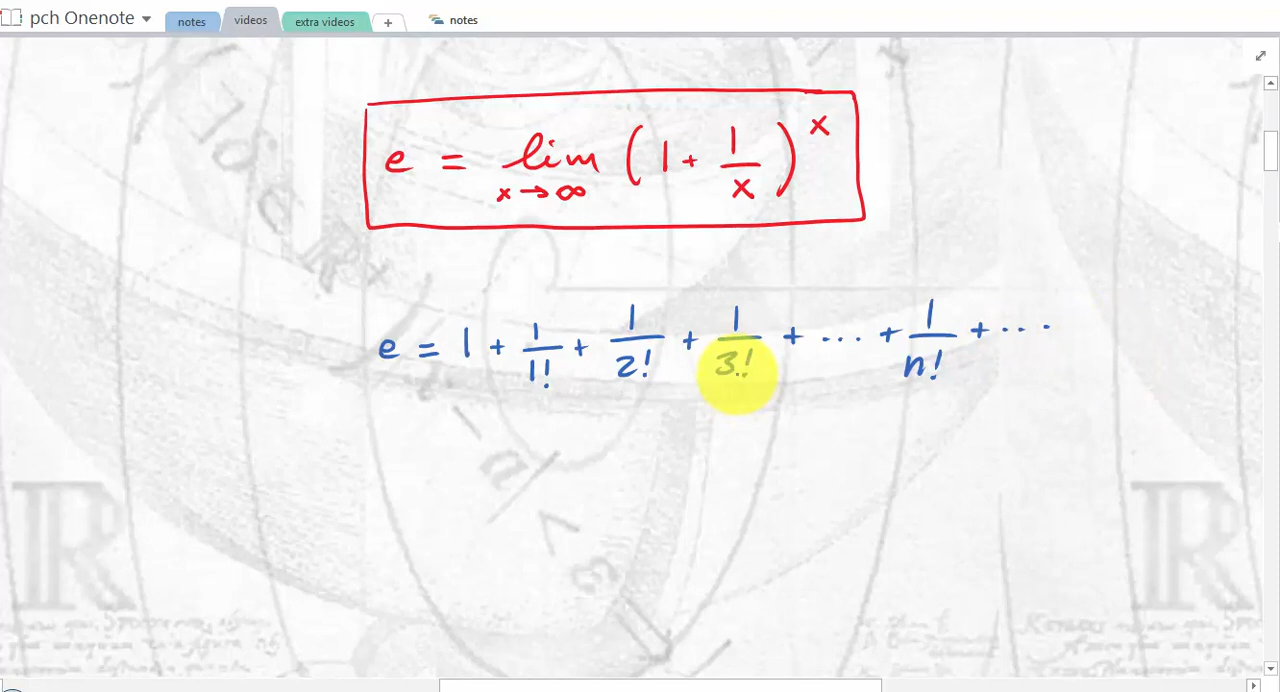 pch Onenote
notes
videos
extra videos
+
notes
e = lim x→∞ (1 + 1/x)^x
e = 1 + 1/1! + 1/2! + 1/3! + ... + 1/n! + ...
R
R